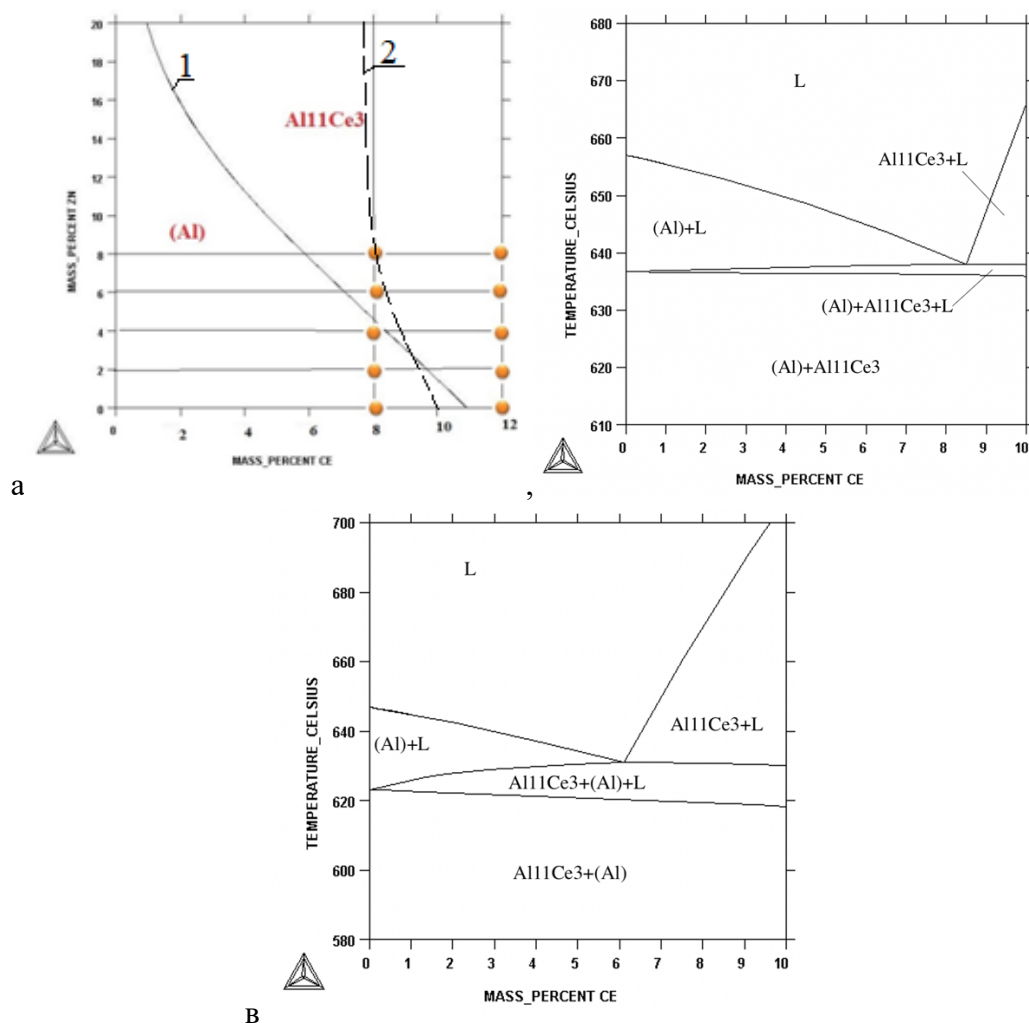 20
18
16
14
12
10
8
6
4
2
0
MASS_PERCENT ZN
1
2
Al11Ce3
(Al)
0 2 4 6 8 10 12
MASS_PERCENT CE
а
680
670
660
650
640
630
620
610
TEMPERATURE_CELSIUS
L
Al11Ce3+L
(Al)+L
(Al)+Al11Ce3+L
(Al)+Al11Ce3
0 1 2 3 4 5 6 7 8 9 10
MASS_PERCENT CE
,
700
680
660
640
620
600
580
TEMPERATURE_CELSIUS
L
Al11Ce3+L
(Al)+L
Al11Ce3+(Al)+L
Al11Ce3+(Al)
0 1 2 3 4 5 6 7 8 9 10
MASS_PERCENT CE
в